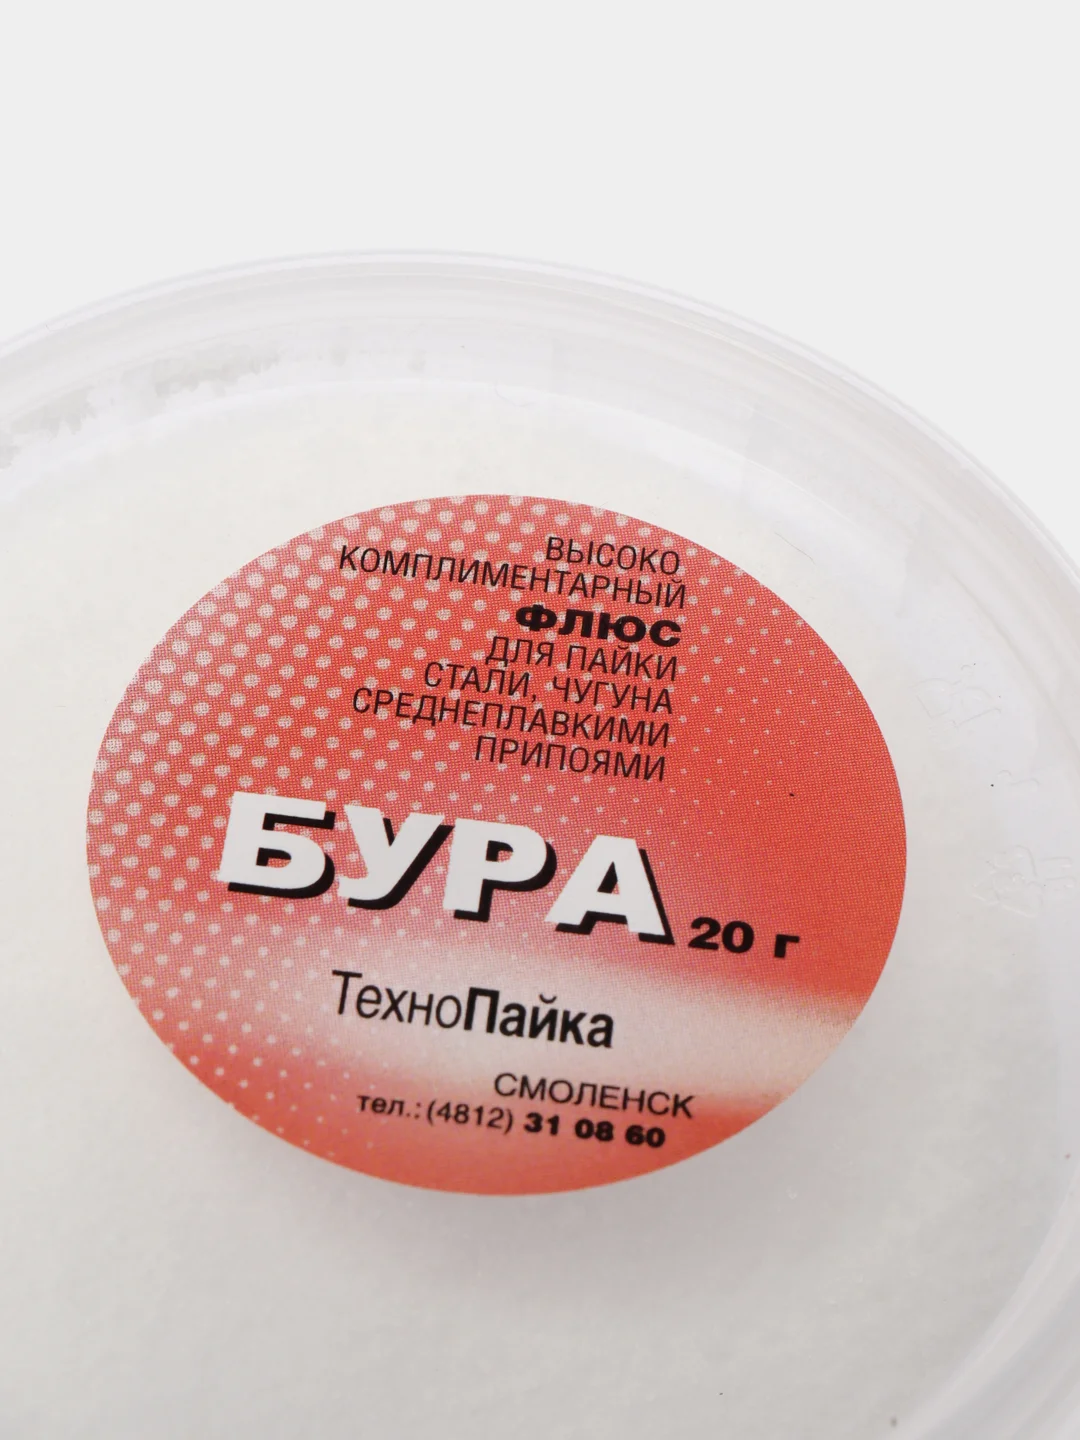 ВЫСОКО
КОМПЛИМЕНТАРНЫЙ
ФЛЮС
ДЛЯ ПАЙКИ
СТАЛИ, ЧУГУНА
СРЕДНЕПЛАВКИМИ
ПРИПОЯМИ
БУРА 20 г
ТехноПайка
СМОЛЕНСК
тел.: (4812) 31 08 60